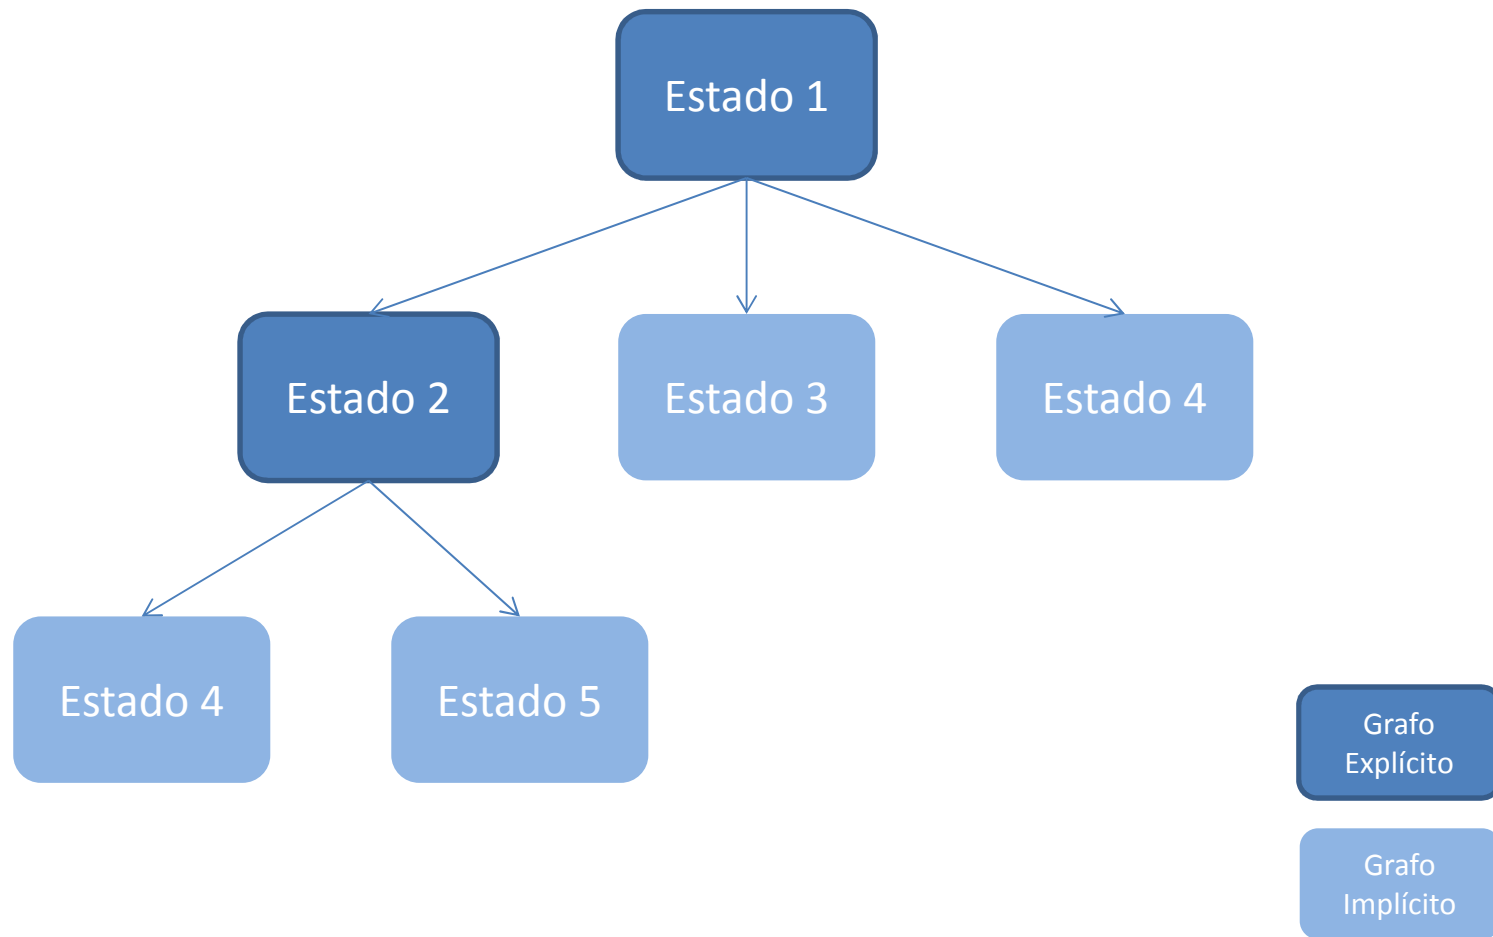 Estado 1
Estado 2
Estado 3
Estado 4
Estado 4
Estado 5
Grafo
Explícito
Grafo
Implícito